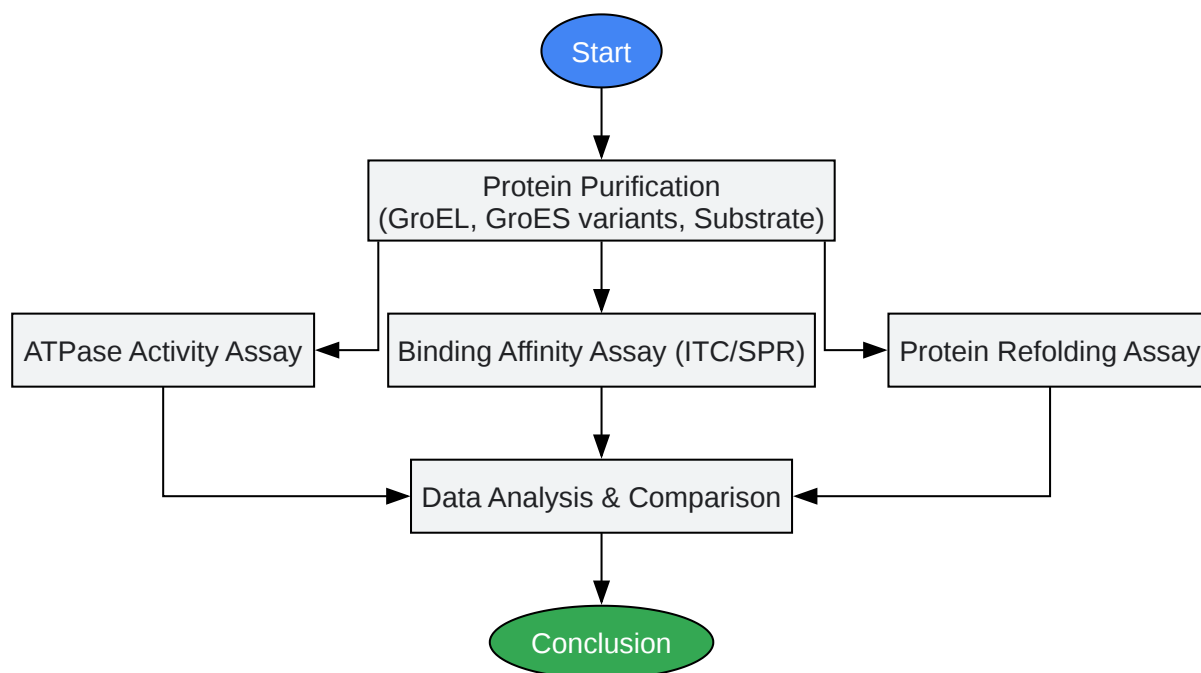 Start
Protein Purification
(GroEL, GroES variants, Substrate)
ATPase Activity Assay
Binding Affinity Assay (ITC/SPR)
Protein Refolding Assay
Data Analysis & Comparison
Conclusion